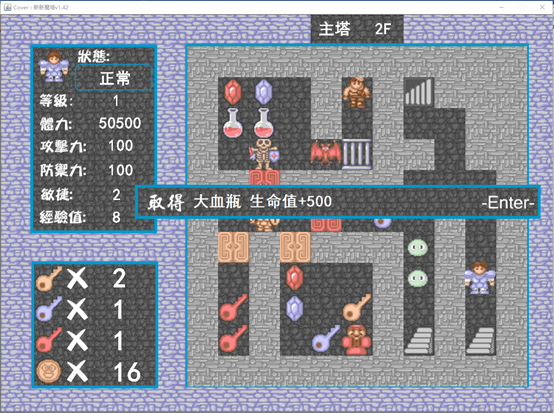 Cover : 新新魔塔v1.42
主塔 2F
狀態:
正常
等級: 1
體力: 50500
攻擊力: 100
防禦力: 100
敏捷: 2
經驗值: 8
取得 大血瓶 生命值+500 -Enter-
X 2
X 1
X 1
X 16